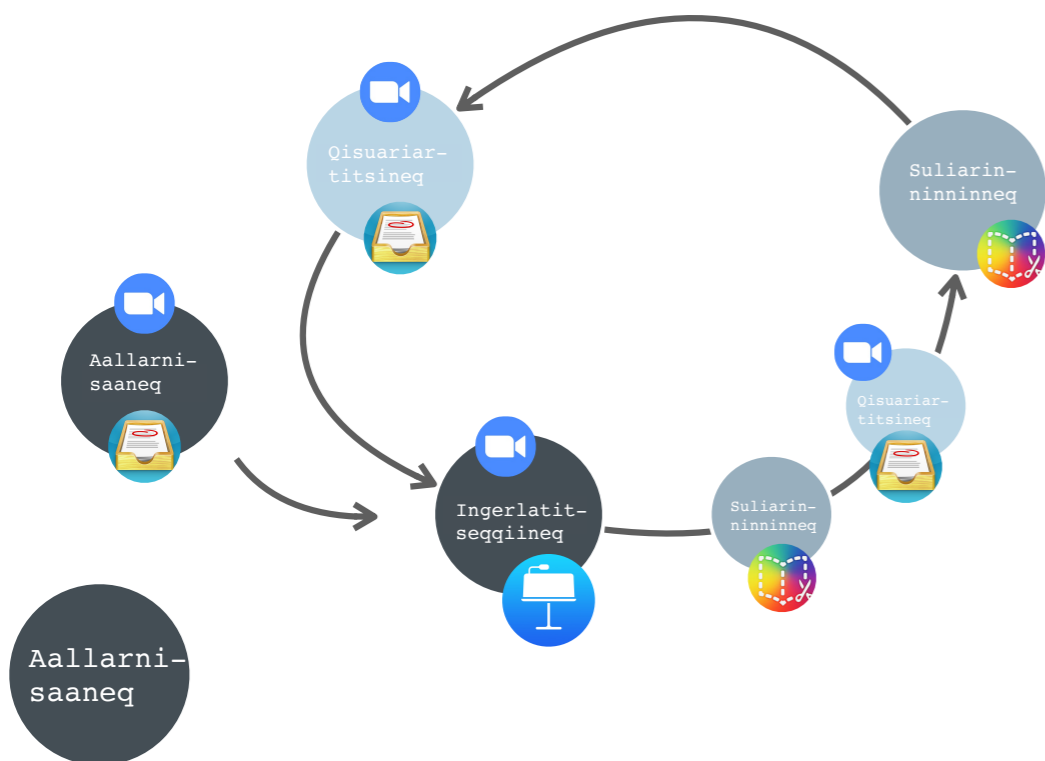 Qisuariar-
titsineq
Suliarin-
ninninneq
Aallarni-
saaneq
Qisuariar-
titsineq
Ingerlatit-
seqqiineq
Suliarin-
ninninneq
Aallarni-
saaneq